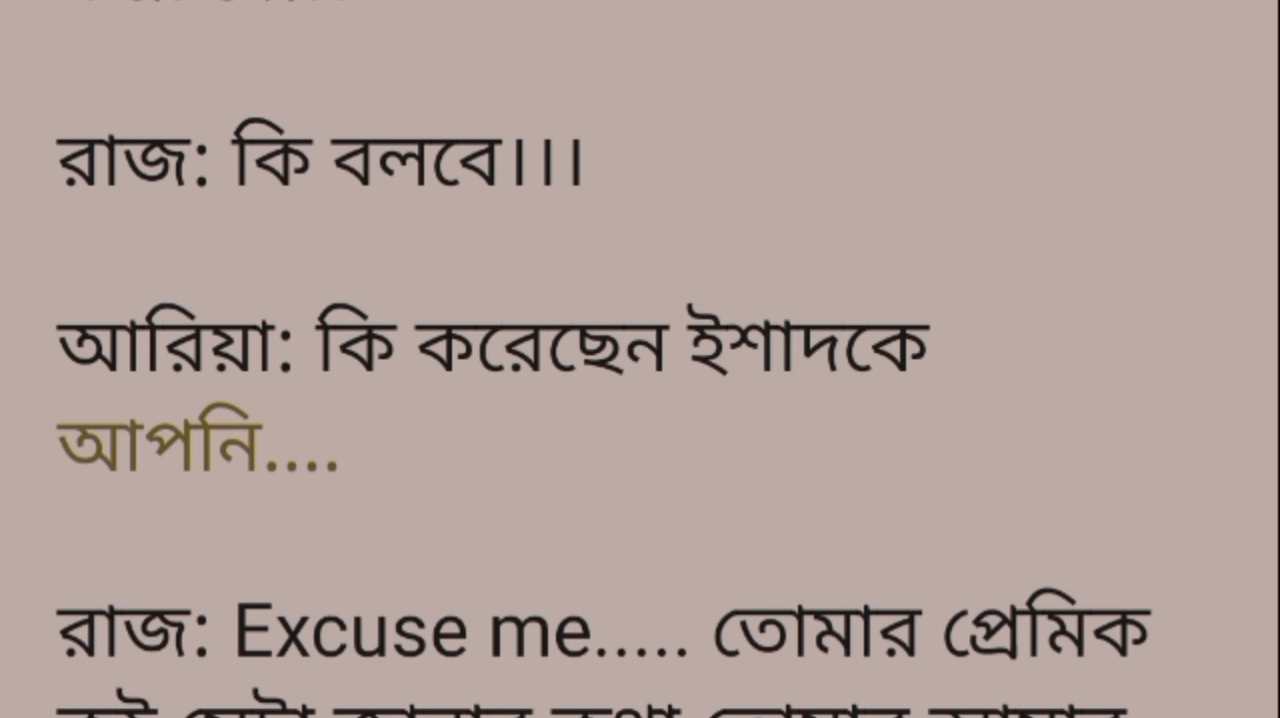 রাজ: কি বলবে।।।
আরিয়া: কি করেছেন ইশাদকে
আপনি....
রাজ: Excuse me..... তোমার প্রেমিক